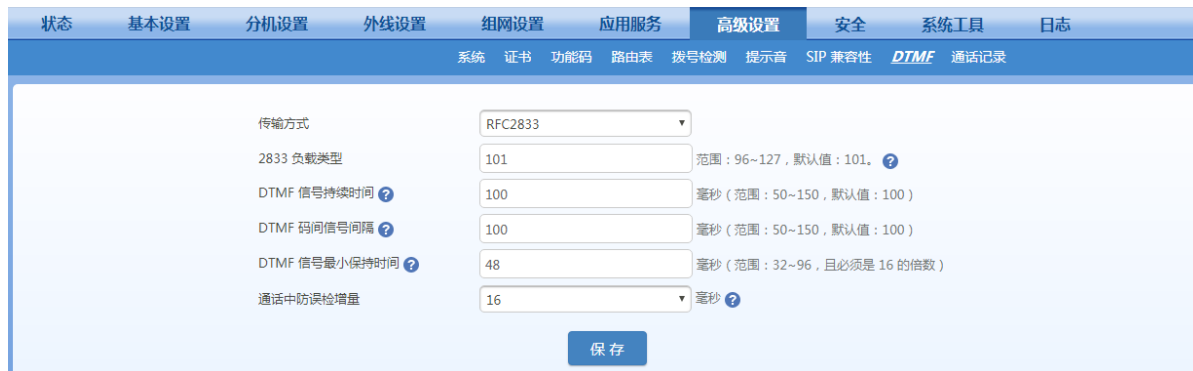 状态 基本设置 分机设置 外线设置 组网设置 应用服务 高级设置 安全 系统工具 日志
系统 证书 功能码 路由表 拨号检测 提示音 SIP 兼容性 DTMF 通话记录
传输方式 RFC2833
2833 负载类型 101 范围：96~127，默认值：101。
DTMF 信号持续时间 100 毫秒（范围：50~150，默认值：100）
DTMF 码间信号间隔 100 毫秒（范围：50~150，默认值：100）
DTMF 信号最小保持时间 48 毫秒（范围：32~96，且必须是 16 的倍数）
通话中防误检增量 16 毫秒
保存